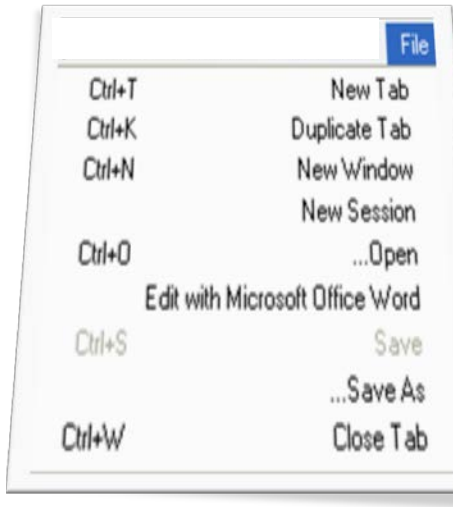 File
Ctrl+T New Tab
Ctrl+K Duplicate Tab
Ctrl+N New Window
New Session
Ctrl+O ...Open
Edit with Microsoft Office Word
Ctrl+S Save
...Save As
Ctrl+W Close Tab